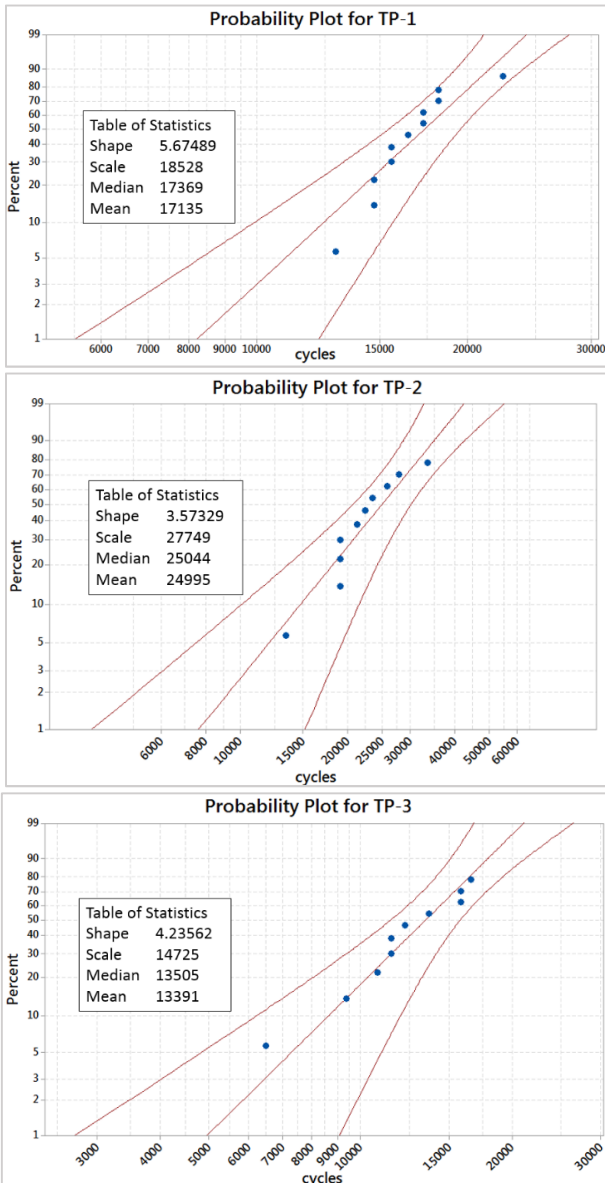 Probability Plot for TP-1
99
90
80
70
60
50
40
30
20
10
5
3
2
1
Percent
Table of Statistics
Shape 5.67489
Scale 18528
Median 17369
Mean 17135
6000 7000 8000 9000 10000 15000 20000 30000
cycles
Probability Plot for TP-2
99
90
80
70
60
50
40
30
20
10
5
3
2
1
Percent
Table of Statistics
Shape 3.57329
Scale 27749
Median 25044
Mean 24995
6000 8000 10000 15000 20000 25000 30000 40000 50000 60000
cycles
Probability Plot for TP-3
99
90
80
70
60
50
40
30
20
10
5
3
2
1
Percent
Table of Statistics
Shape 4.23562
Scale 14725
Median 13505
Mean 13391
3000 4000 5000 6000 7000 8000 9000 10000 15000 20000 30000
cycles